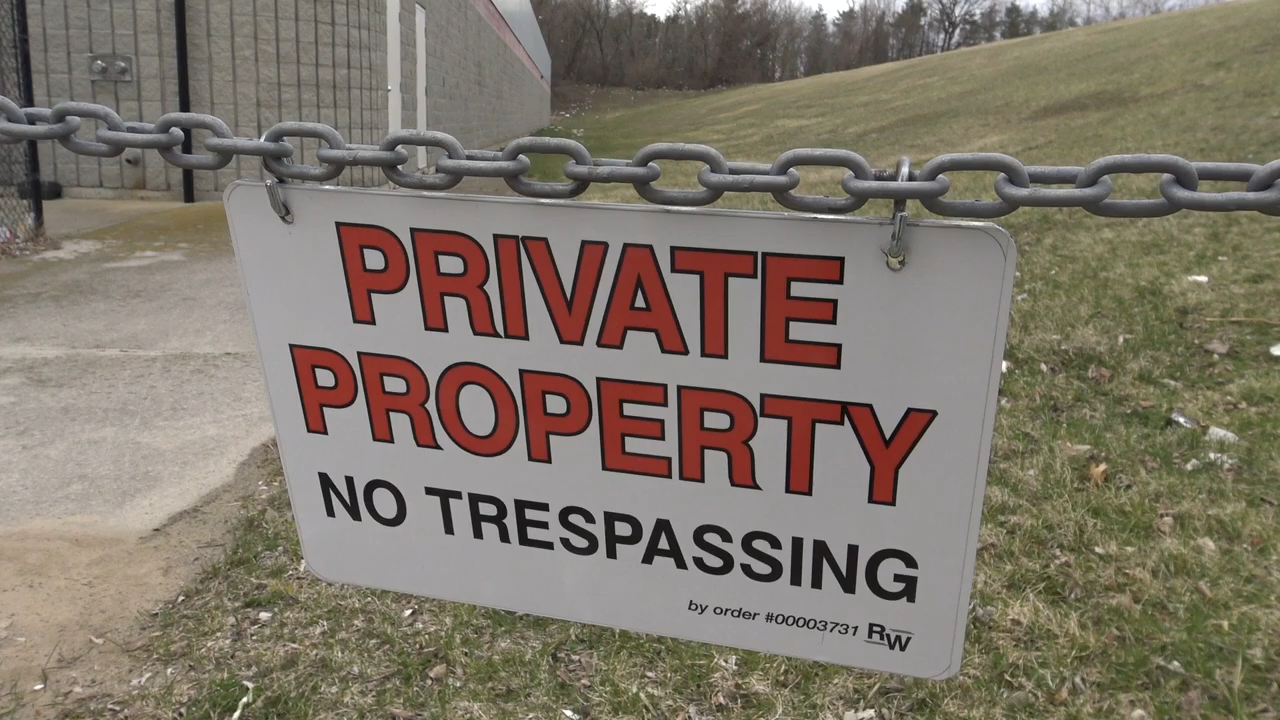 PRIVATE
PROPERTY
NO TRESPASSING
by order #00003731 RW